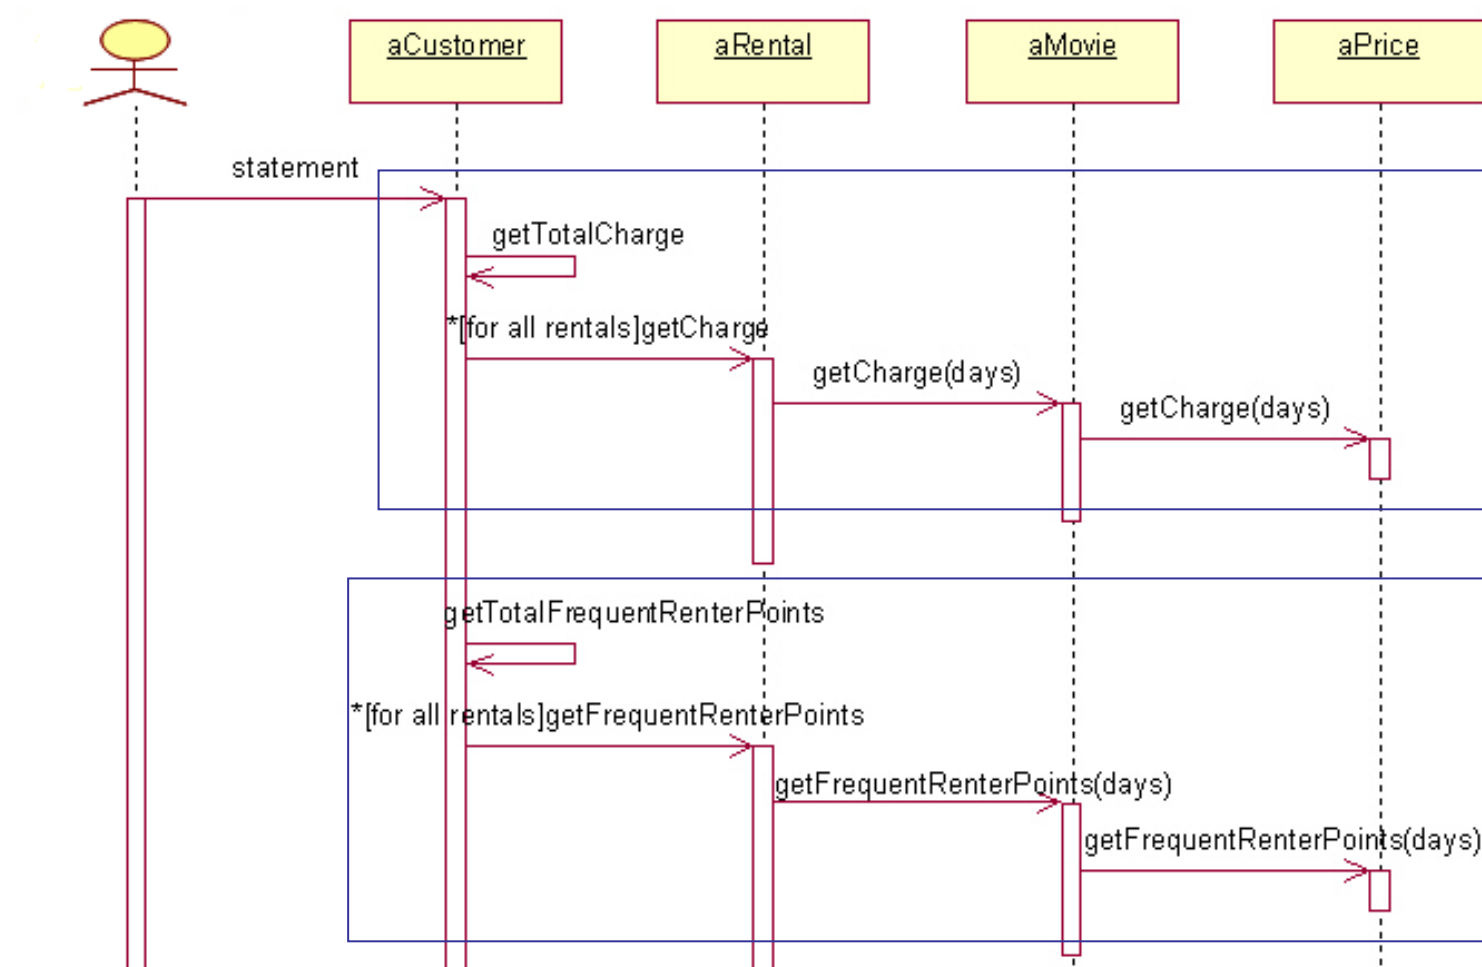 aCustomer
aRental
aMovie
aPrice
statement
getTotalCharge
*[for all rentals]getCharge
getCharge(days)
getCharge(days)
getTotalFrequentRenterPoints
*[for all rentals]getFrequentRenterPoints
getFrequentRenterPoints(days)
getFrequentRenterPoints(days)